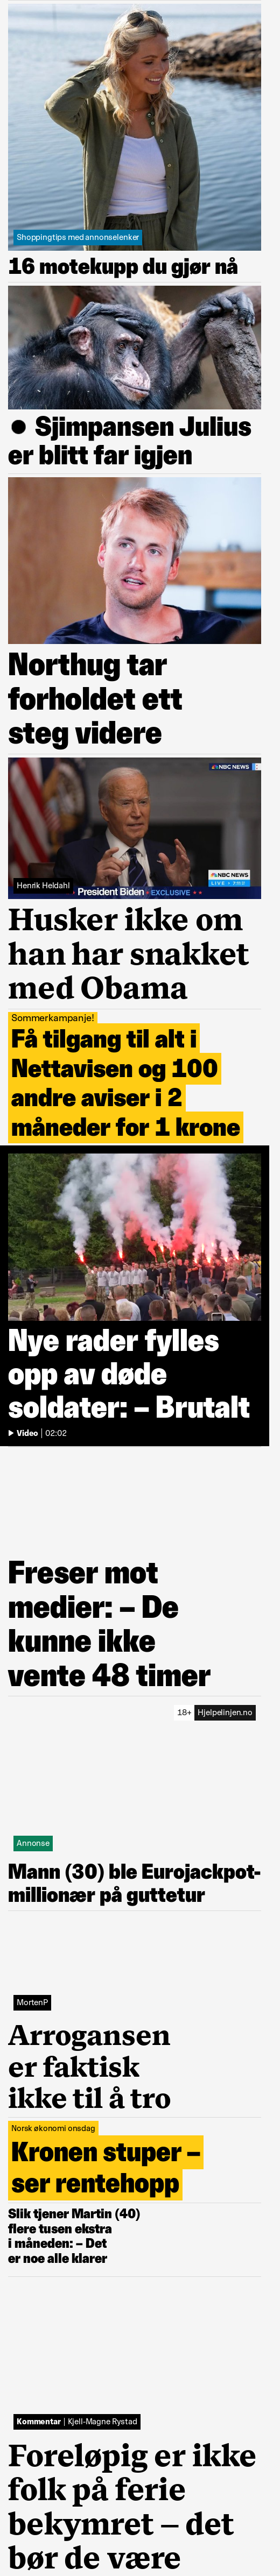 Shoppingtips med annonselenker
16 motekupp du gjør nå
● Sjimpansen Julius
er blitt far igjen
Northug tar
forholdet ett
steg videre
NBC NEWS
NBC NEWS
LIVE
Henrik Heldahl
President Biden EXCLUSIVE
Husker ikke om
han har snakket
med Obama
Sommerkampanje!
Få tilgang til alt i
Nettavisen og 100
andre aviser i 2
måneder for 1 krone
Nye rader fylles
opp av døde
soldater: – Brutalt
Video | 02:02
Freser mot
medier: – De
kunne ikke
vente 48 timer
18+ Hjelpelinjen.no
Annonse
Mann (30) ble Eurojackpot-
millionær på guttetur
MortenP
Arrogansen
er faktisk
ikke til å tro
Norsk økonomi onsdag
Kronen stuper –
ser rentehopp
Slik tjener Martin (40)
flere tusen ekstra
i måneden: – Det
er noe alle klarer
Kommentar | Kjell-Magne Rystad
Foreløpig er ikke
folk på ferie
bekymret – det
bør de være